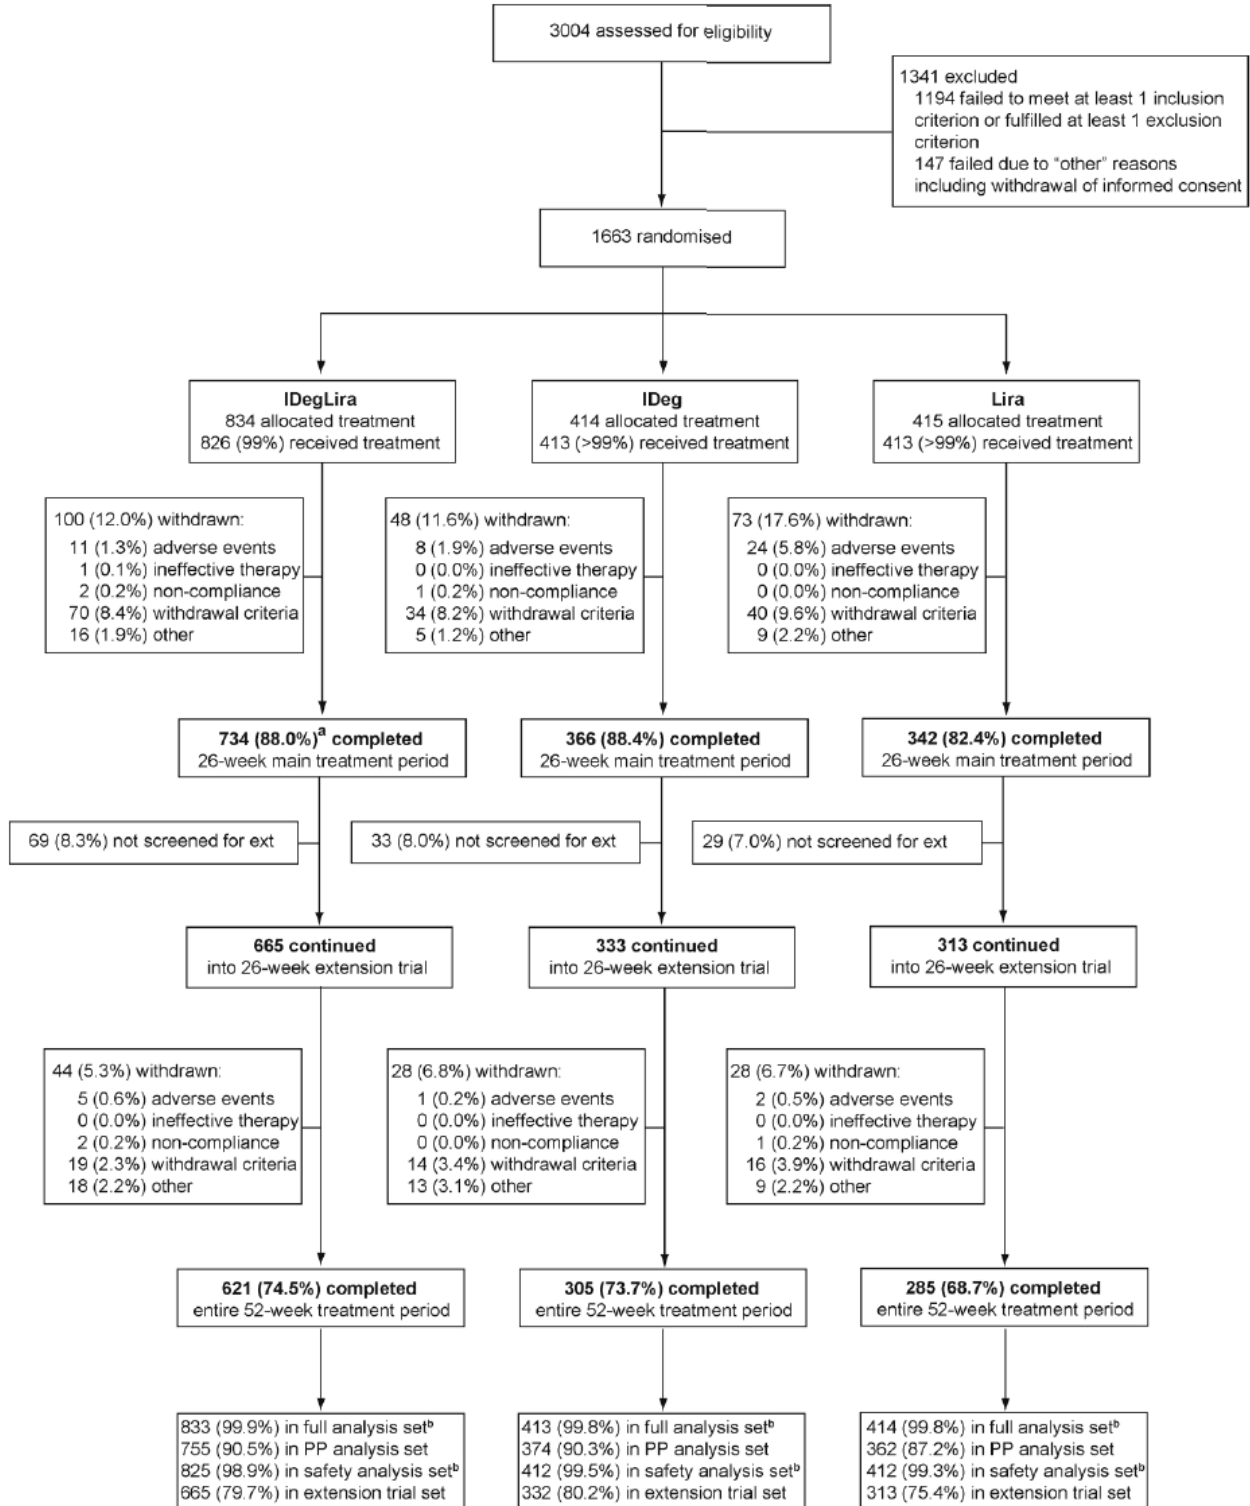 3004 assessed for eligibility
1341 excluded
1194 failed to meet at least 1 inclusion
criterion or fulfilled at least 1 exclusion
criterion
147 failed due to “other” reasons
including withdrawal of informed consent
1663 randomised
IDegLira
834 allocated treatment
826 (99%) received treatment
IDeg
414 allocated treatment
413 (>99%) received treatment
Lira
415 allocated treatment
413 (>99%) received treatment
100 (12.0%) withdrawn:
11 (1.3%) adverse events
1 (0.1%) ineffective therapy
2 (0.2%) non-compliance
70 (8.4%) withdrawal criteria
16 (1.9%) other
48 (11.6%) withdrawn:
8 (1.9%) adverse events
0 (0.0%) ineffective therapy
1 (0.2%) non-compliance
34 (8.2%) withdrawal criteria
5 (1.2%) other
73 (17.6%) withdrawn:
24 (5.8%) adverse events
0 (0.0%) ineffective therapy
0 (0.0%) non-compliance
40 (9.6%) withdrawal criteria
9 (2.2%) other
734 (88.0%)a completed
26-week main treatment period
366 (88.4%) completed
26-week main treatment period
342 (82.4%) completed
26-week main treatment period
69 (8.3%) not screened for ext
33 (8.0%) not screened for ext
29 (7.0%) not screened for ext
665 continued
into 26-week extension trial
333 continued
into 26-week extension trial
313 continued
into 26-week extension trial
44 (5.3%) withdrawn:
5 (0.6%) adverse events
0 (0.0%) ineffective therapy
2 (0.2%) non-compliance
19 (2.3%) withdrawal criteria
18 (2.2%) other
28 (6.8%) withdrawn:
1 (0.2%) adverse events
0 (0.0%) ineffective therapy
0 (0.0%) non-compliance
14 (3.4%) withdrawal criteria
13 (3.1%) other
28 (6.7%) withdrawn:
2 (0.5%) adverse events
0 (0.0%) ineffective therapy
1 (0.2%) non-compliance
16 (3.9%) withdrawal criteria
9 (2.2%) other
621 (74.5%) completed
entire 52-week treatment period
305 (73.7%) completed
entire 52-week treatment period
285 (68.7%) completed
entire 52-week treatment period
833 (99.9%) in full analysis setb
755 (90.5%) in PP analysis set
825 (98.9%) in safety analysis setb
665 (79.7%) in extension trial set
413 (99.8%) in full analysis setb
374 (90.3%) in PP analysis set
412 (99.5%) in safety analysis setb
332 (80.2%) in extension trial set
414 (99.8%) in full analysis setb
362 (87.2%) in PP analysis set
412 (99.3%) in safety analysis setb
313 (75.4%) in extension trial set